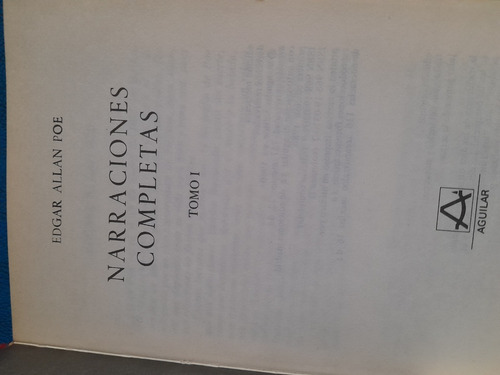 EDGAR ALLAN POE
NARRACIONES
COMPLETAS
TOMO I
A
AGUILAR